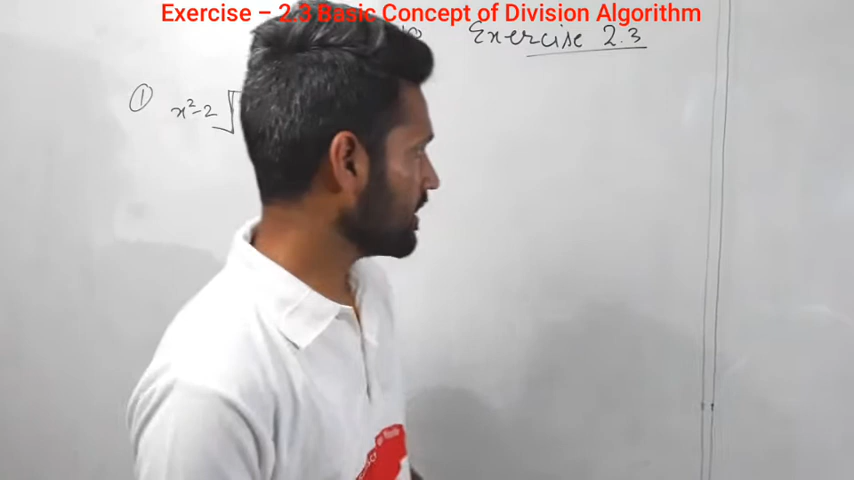 Exercise – 2.3 Basic Concept of Division Algorithm
Exercise 2.3
① x²-2